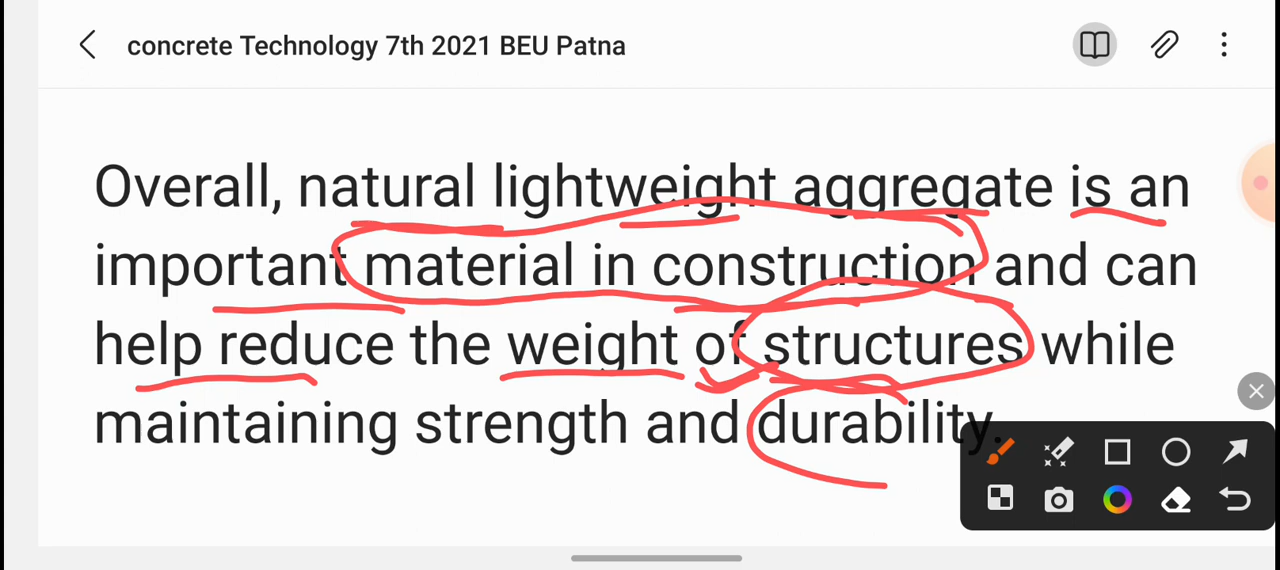 concrete Technology 7th 2021 BEU Patna
Overall, natural lightweight aggregate is an
important material in construction and can
help reduce the weight of structures while
maintaining strength and durability.